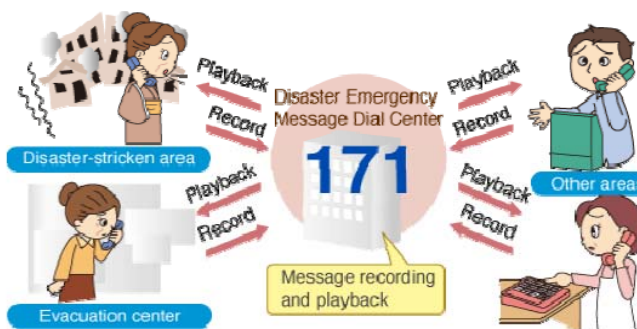 Playback
Record
Disaster-stricken area
Disaster Emergency
Message Dial Center
171
Playback
Record
Other area
Playback
Record
Evacuation center
Message recording
and playback
Playback
Record